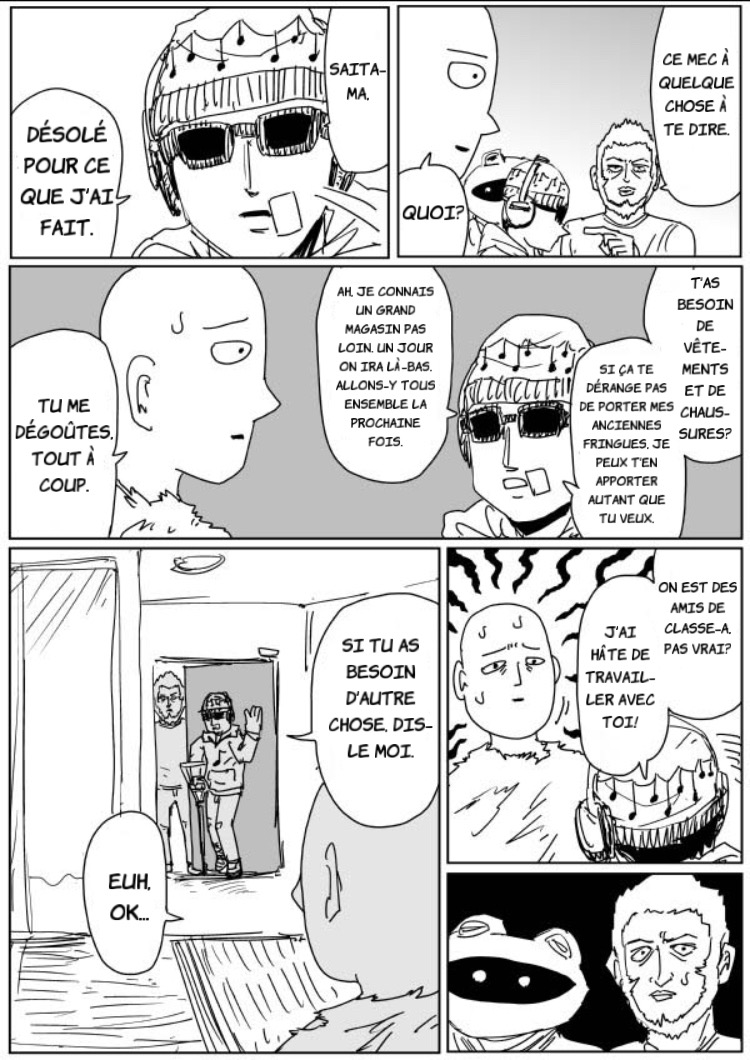 CE MEC À
QUELQUE
CHOSE À
TE DIRE.
QUOI?
SAITA-
MA,
DÉSOLÉ
POUR CE
QUE J'AI
FAIT.
T'AS
BESOIN
DE
VÊTE-
MENTS
ET DE
CHAUS-
SURES?
SI ÇA TE
DÉRANGE PAS
DE PORTER MES
ANCIENNES
FRINGUES, JE
PEUX T'EN
APPORTER
AUTANT QUE
TU VEUX.
AH, JE CONNAIS
UN GRAND
MAGASIN PAS
LOIN. UN JOUR
ON IRA LÀ-BAS.
ALLONS-Y TOUS
ENSEMBLE LA
PROCHAINE
FOIS.
TU ME
DÉGOÛTES,
TOUT À
COUP.
ON EST DES
AMIS DE
CLASSE-A,
PAS VRAI?
J'AI
HÂTE DE
TRAVAIL-
LER AVEC
TOI!
SI TU AS
BESOIN
D'AUTRE
CHOSE, DIS-
LE MOI.
EUH,
OK...